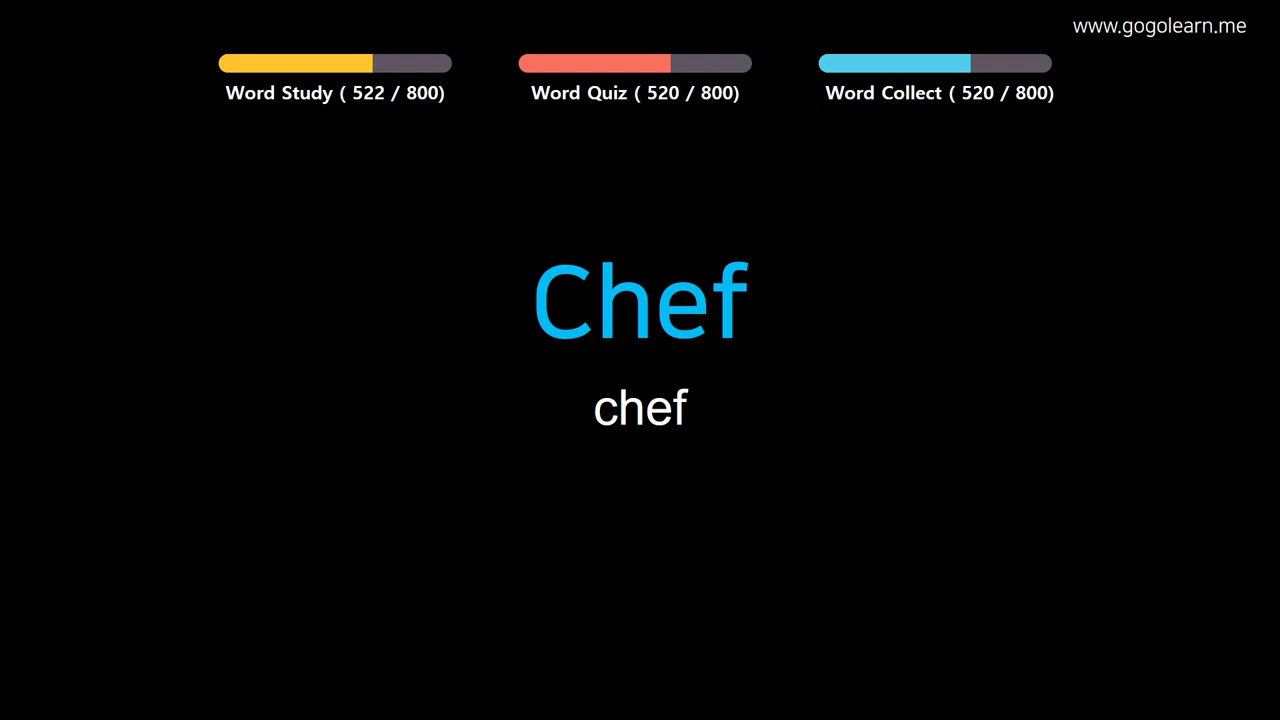 www.gogolearn.me
Word Study ( 522 / 800)
Word Quiz ( 520 / 800)
Word Collect ( 520 / 800)
Chef
chef